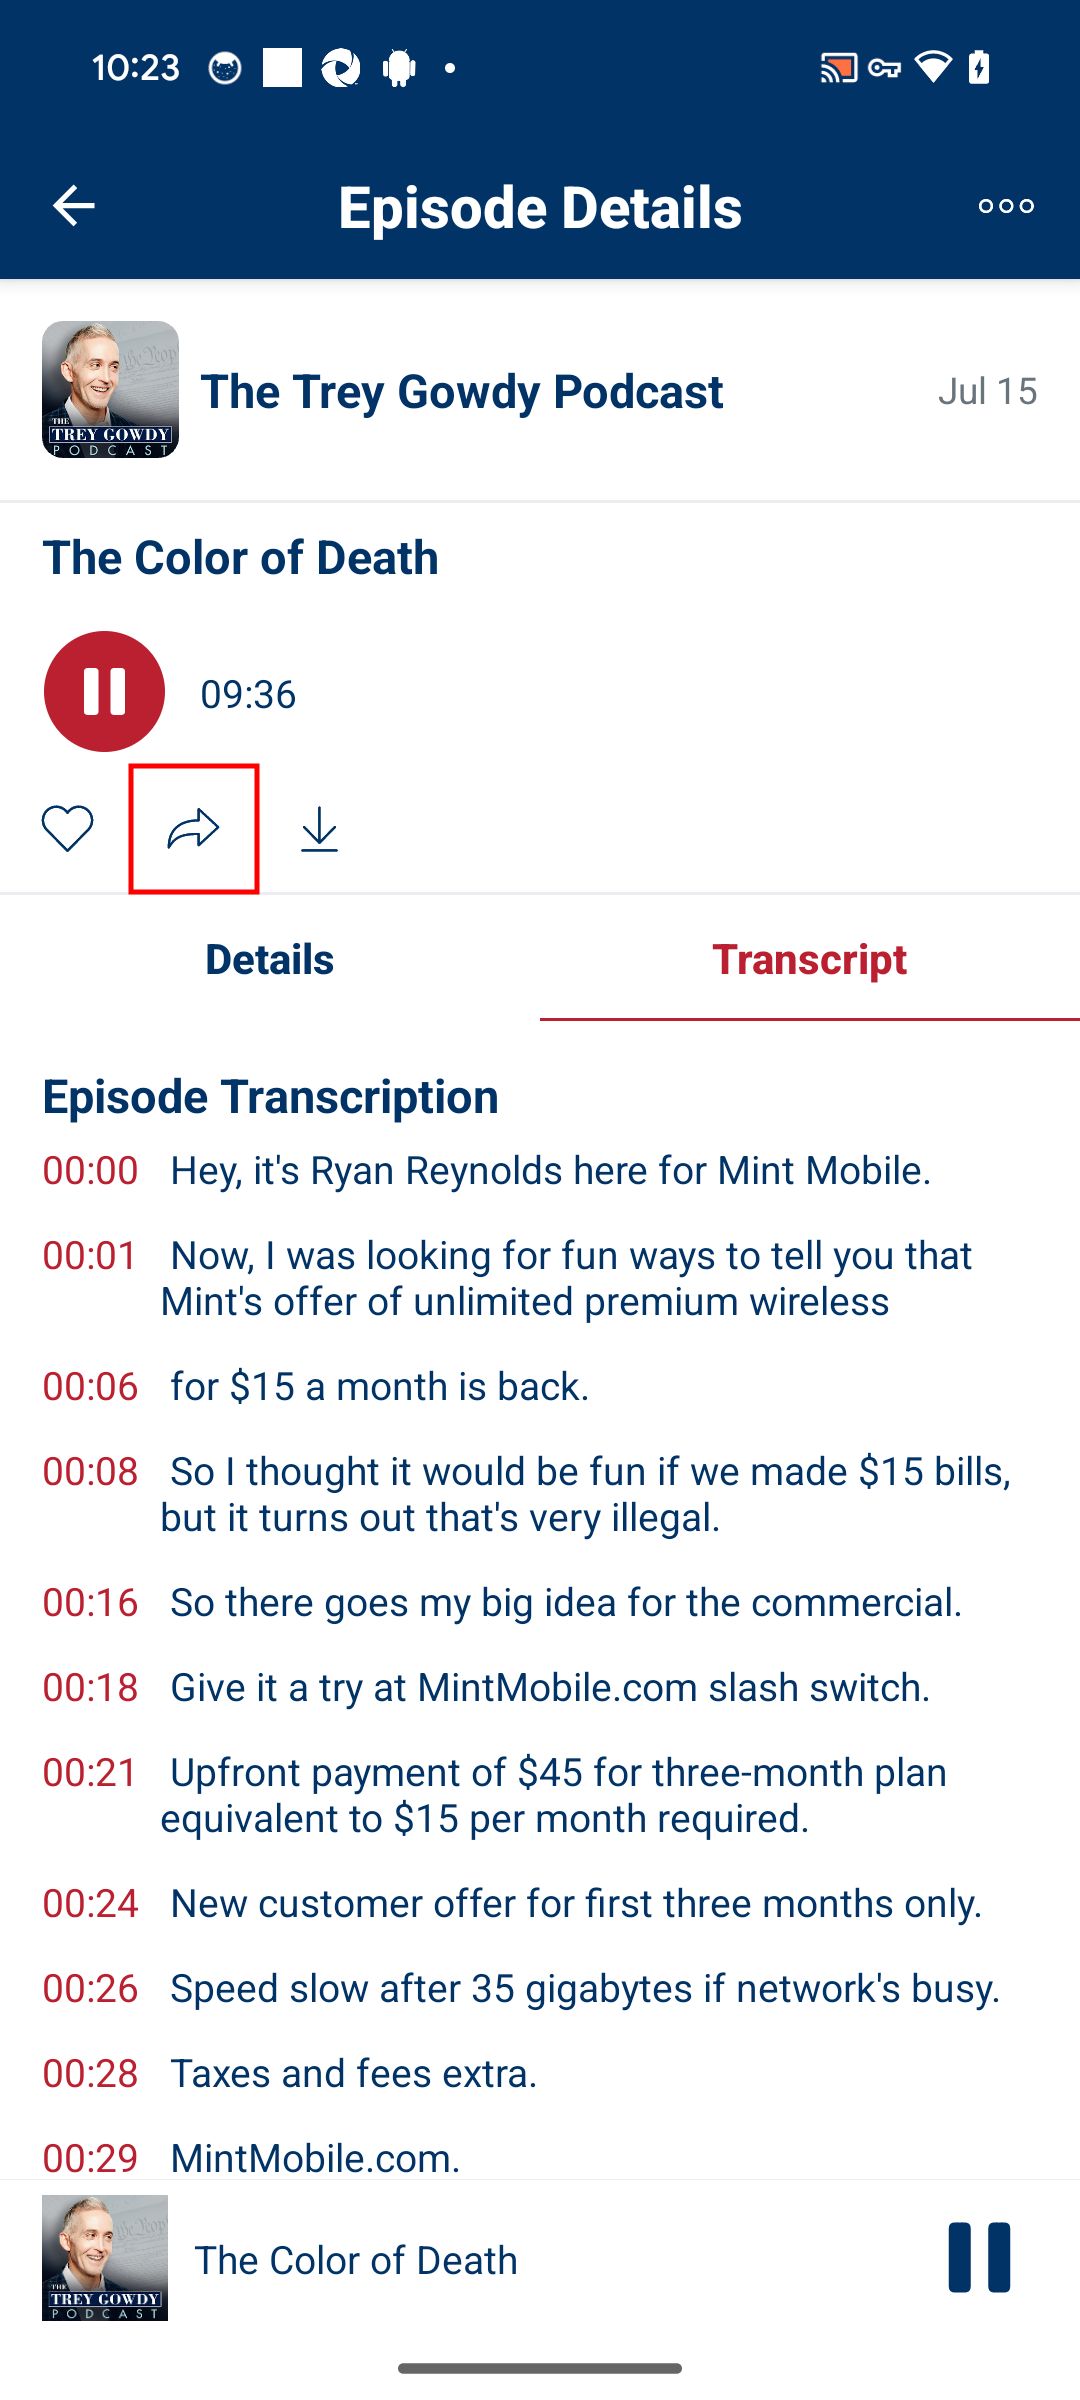 10:23
Episode Details
The Trey Gowdy Podcast
Jul 15
THE
TREY GOWDY
PODCAST
The Color of Death
09:36
Details
Transcript
Episode Transcription
00:00 Hey, it's Ryan Reynolds here for Mint Mobile.
00:01 Now, I was looking for fun ways to tell you that
Mint's offer of unlimited premium wireless
00:06 for $15 a month is back.
00:08 So I thought it would be fun if we made $15 bills,
but it turns out that's very illegal.
00:16 So there goes my big idea for the commercial.
00:18 Give it a try at MintMobile.com slash switch.
00:21 Upfront payment of $45 for three-month plan
equivalent to $15 per month required.
00:24 New customer offer for first three months only.
00:26 Speed slow after 35 gigabytes if network's busy.
00:28 Taxes and fees extra.
00:29 MintMobile.com.
THE
TREY GOWDY
PODCAST
The Color of Death